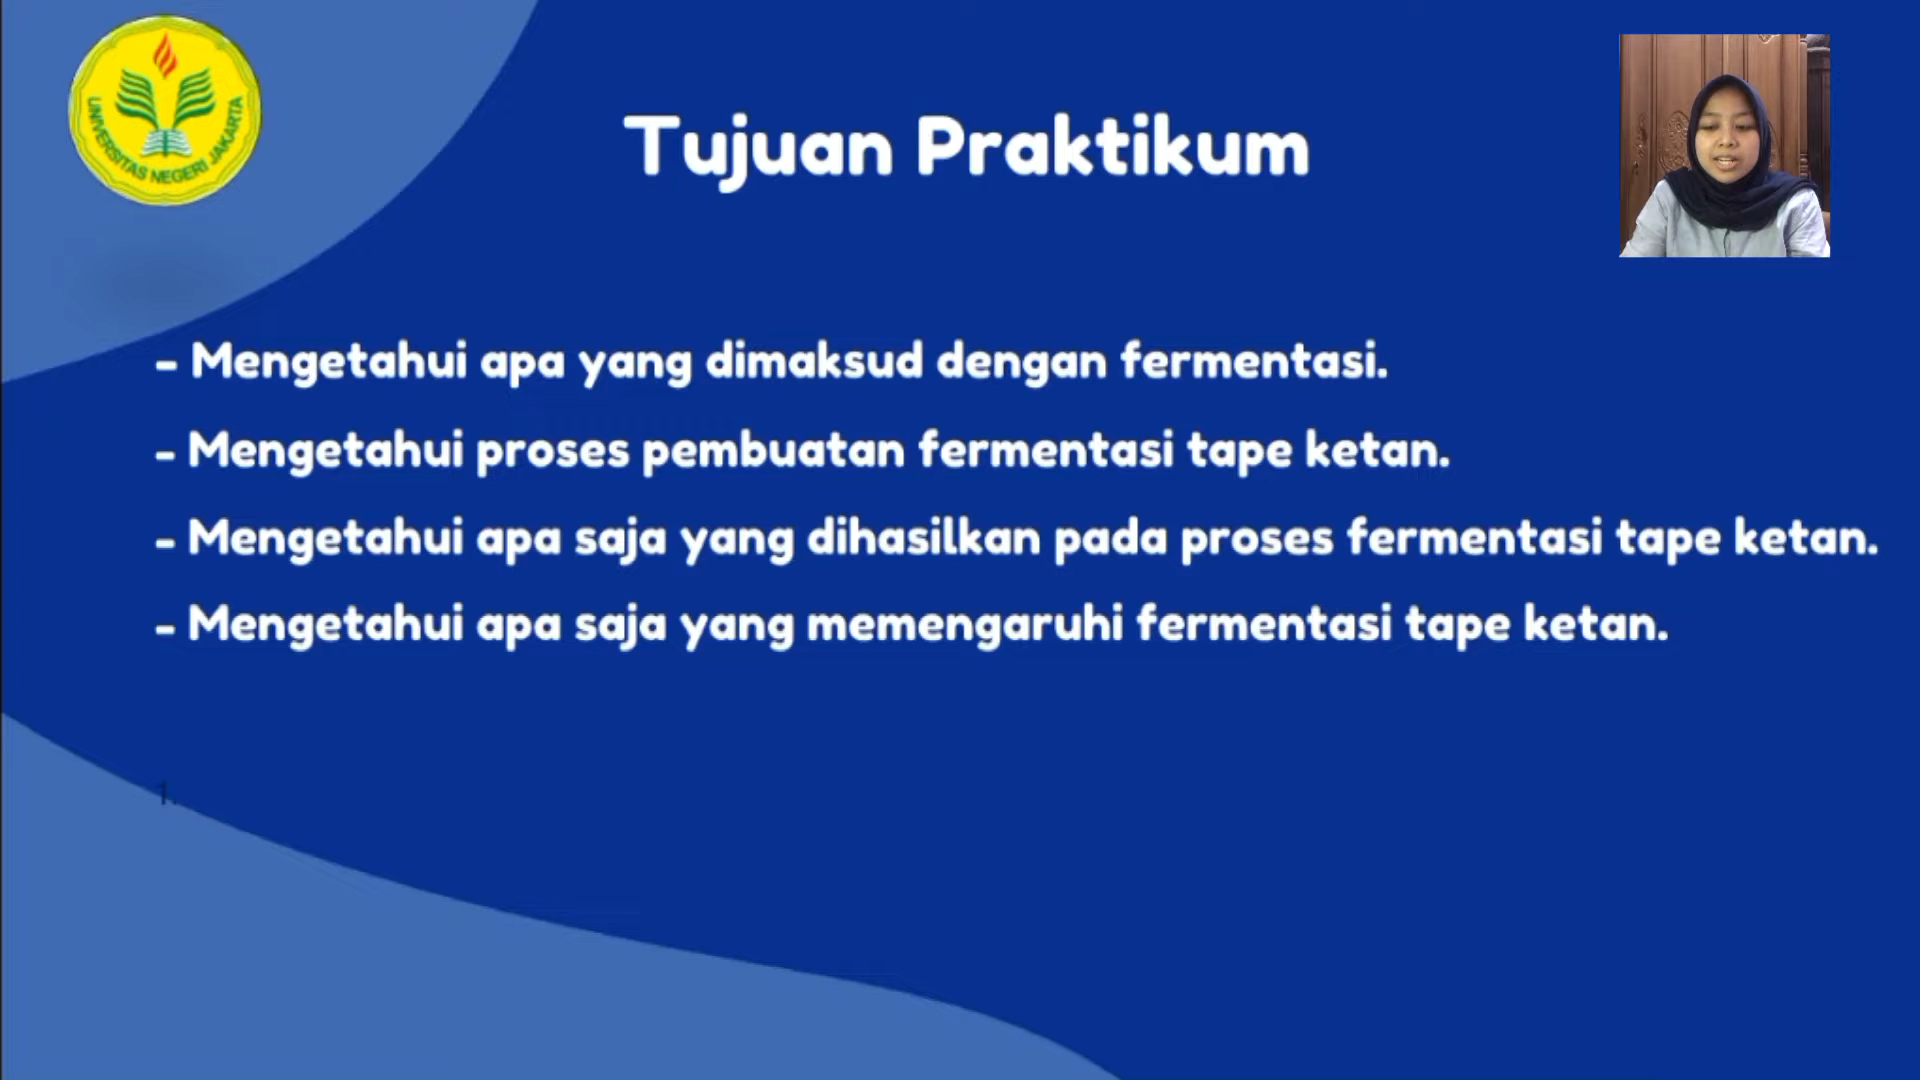 UNIVERSITAS NEGERI JAKARTA
Tujuan Praktikum
- Mengetahui apa yang dimaksud dengan fermentasi.
- Mengetahui proses pembuatan fermentasi tape ketan.
- Mengetahui apa saja yang dihasilkan pada proses fermentasi tape ketan.
- Mengetahui apa saja yang memengaruhi fermentasi tape ketan.
1.